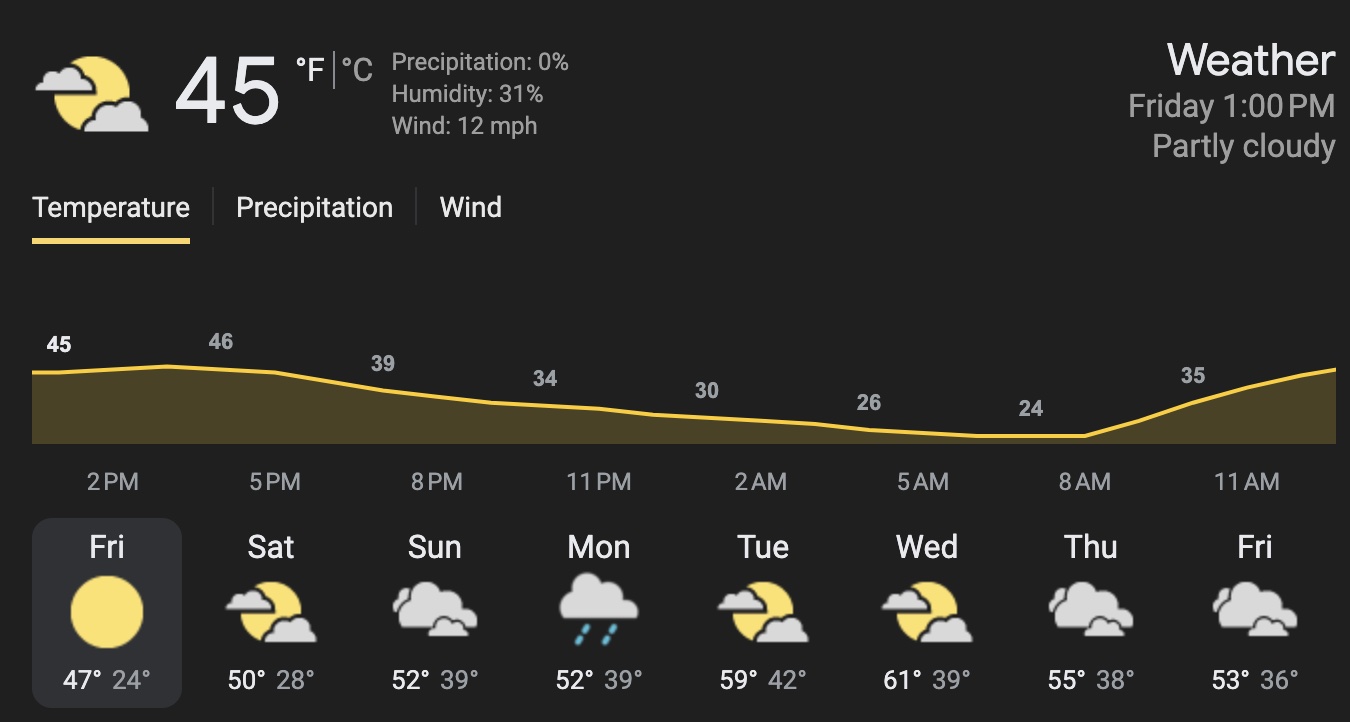 45 °F | °C
Precipitation: 0%
Humidity: 31%
Wind: 12 mph
Weather
Friday 1:00 PM
Partly cloudy
Temperature Precipitation Wind
45 46 39 34 30 26 24 35
2 PM 5 PM 8 PM 11 PM 2 AM 5 AM 8 AM 11 AM
Fri Sat Sun Mon Tue Wed Thu Fri
47° 24° 50° 28° 52° 39° 52° 39° 59° 42° 61° 39° 55° 38° 53° 36°